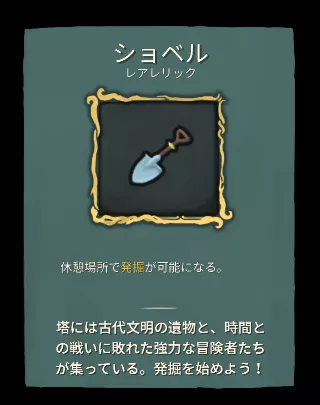 ショベル
レアレリック
休憩場所で発掘が可能になる。
塔には古代文明の遺物と、時間と
の戦いに敗れた強力な冒険者たち
が集っている。発掘を始めよう！